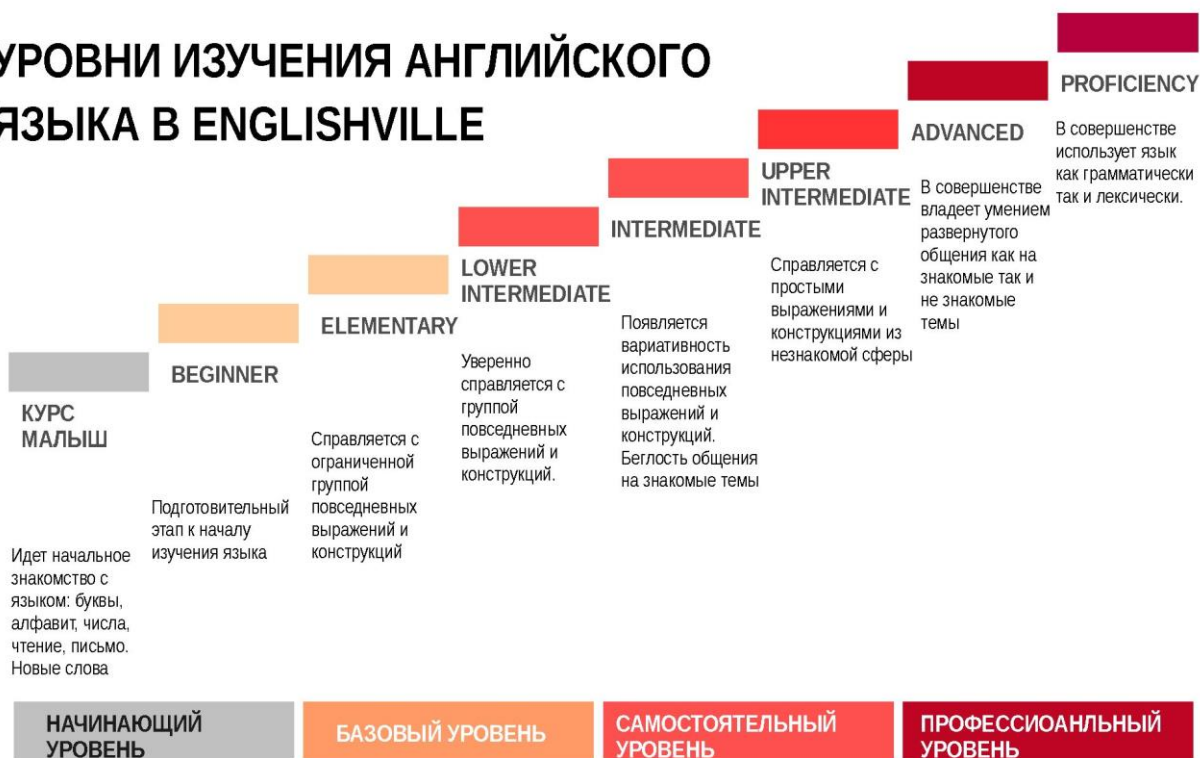 УРОВНИ ИЗУЧЕНИЯ АНГЛИЙСКОГО
ЯЗЫКА В ENGLISHVILLE
КУРС
МАЛЫШ
Идет начальное
знакомство с
языком: буквы,
алфавит, числа,
чтение, письмо.
Новые слова
BEGINNER
Подготовительный
этап к началу
изучения языка
ELEMENTARY
Справляется с
ограниченной
группой
повседневных
выражений и
конструкций
LOWER
INTERMEDIATE
Уверенно
справляется с
группой
повседневных
выражений и
конструкций.
INTERMEDIATE
Появляется
вариативность
использования
повседневных
выражений и
конструкций.
Беглость общения
на знакомые темы
UPPER
INTERMEDIATE
Справляется с
простыми
выражениями и
конструкциями из
незнакомой сферы
ADVANCED
В совершенстве
владеет умением
развернутого
общения как на
знакомые так и
не знакомые
темы
PROFICIENCY
В совершенстве
использует язык
как грамматически
так и лексически.
НАЧИНАЮЩИЙ
УРОВЕНЬ
БАЗОВЫЙ УРОВЕНЬ
САМОСТОЯТЕЛЬНЫЙ
УРОВЕНЬ
ПРОФЕССИОАНЛЬНЫЙ
УРОВЕНЬ